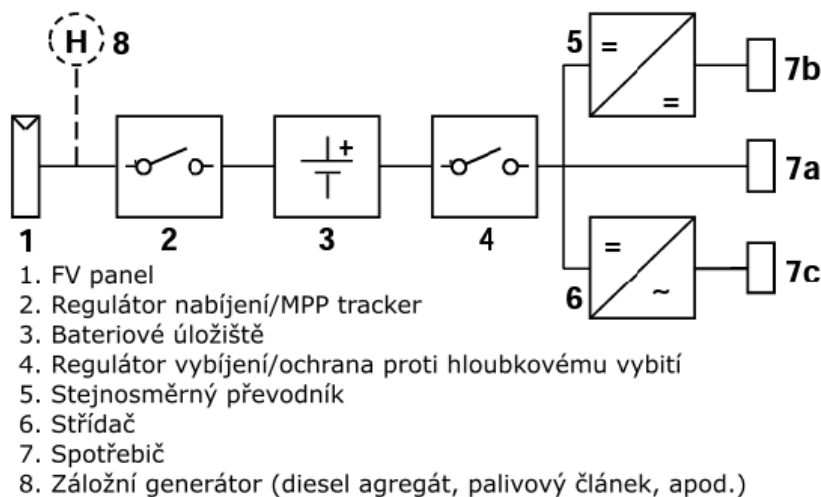 H 8
5 = =
7b
+
7a
1 2 3 4
6 = ~
7c
1. FV panel
2. Regulátor nabíjení/MPP tracker
3. Bateriové úložiště
4. Regulátor vybíjení/ochrana proti hloubkovému vybití
5. Stejnosměrný převodník
6. Střídač
7. Spotřebič
8. Záložní generátor (diesel agregát, palivový článek, apod.)